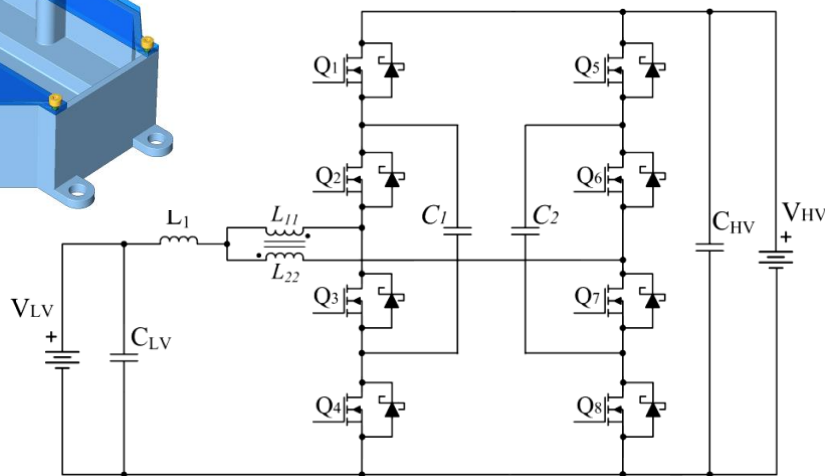 Q1
Q5
Q2
Q6
L1
L11
C1
C2
CHV
VHV
+
L22
VLV
+
CLV
Q3
Q7
Q4
Q8